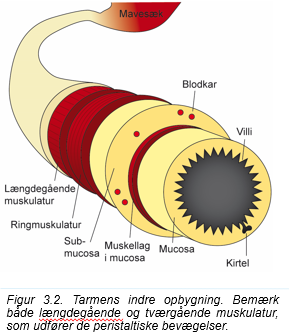 Mavesæk
Blodkar
Villi
Længdegående
muskulatur
Ringmuskulatur
Sub-
mucosa
Muskellag
i mucosa
Mucosa
Kirtel
Figur 3.2. Tarmens indre opbygning. Bemærk
både længdegående og tværgående muskulatur,
som udfører de peristaltiske bevægelser.